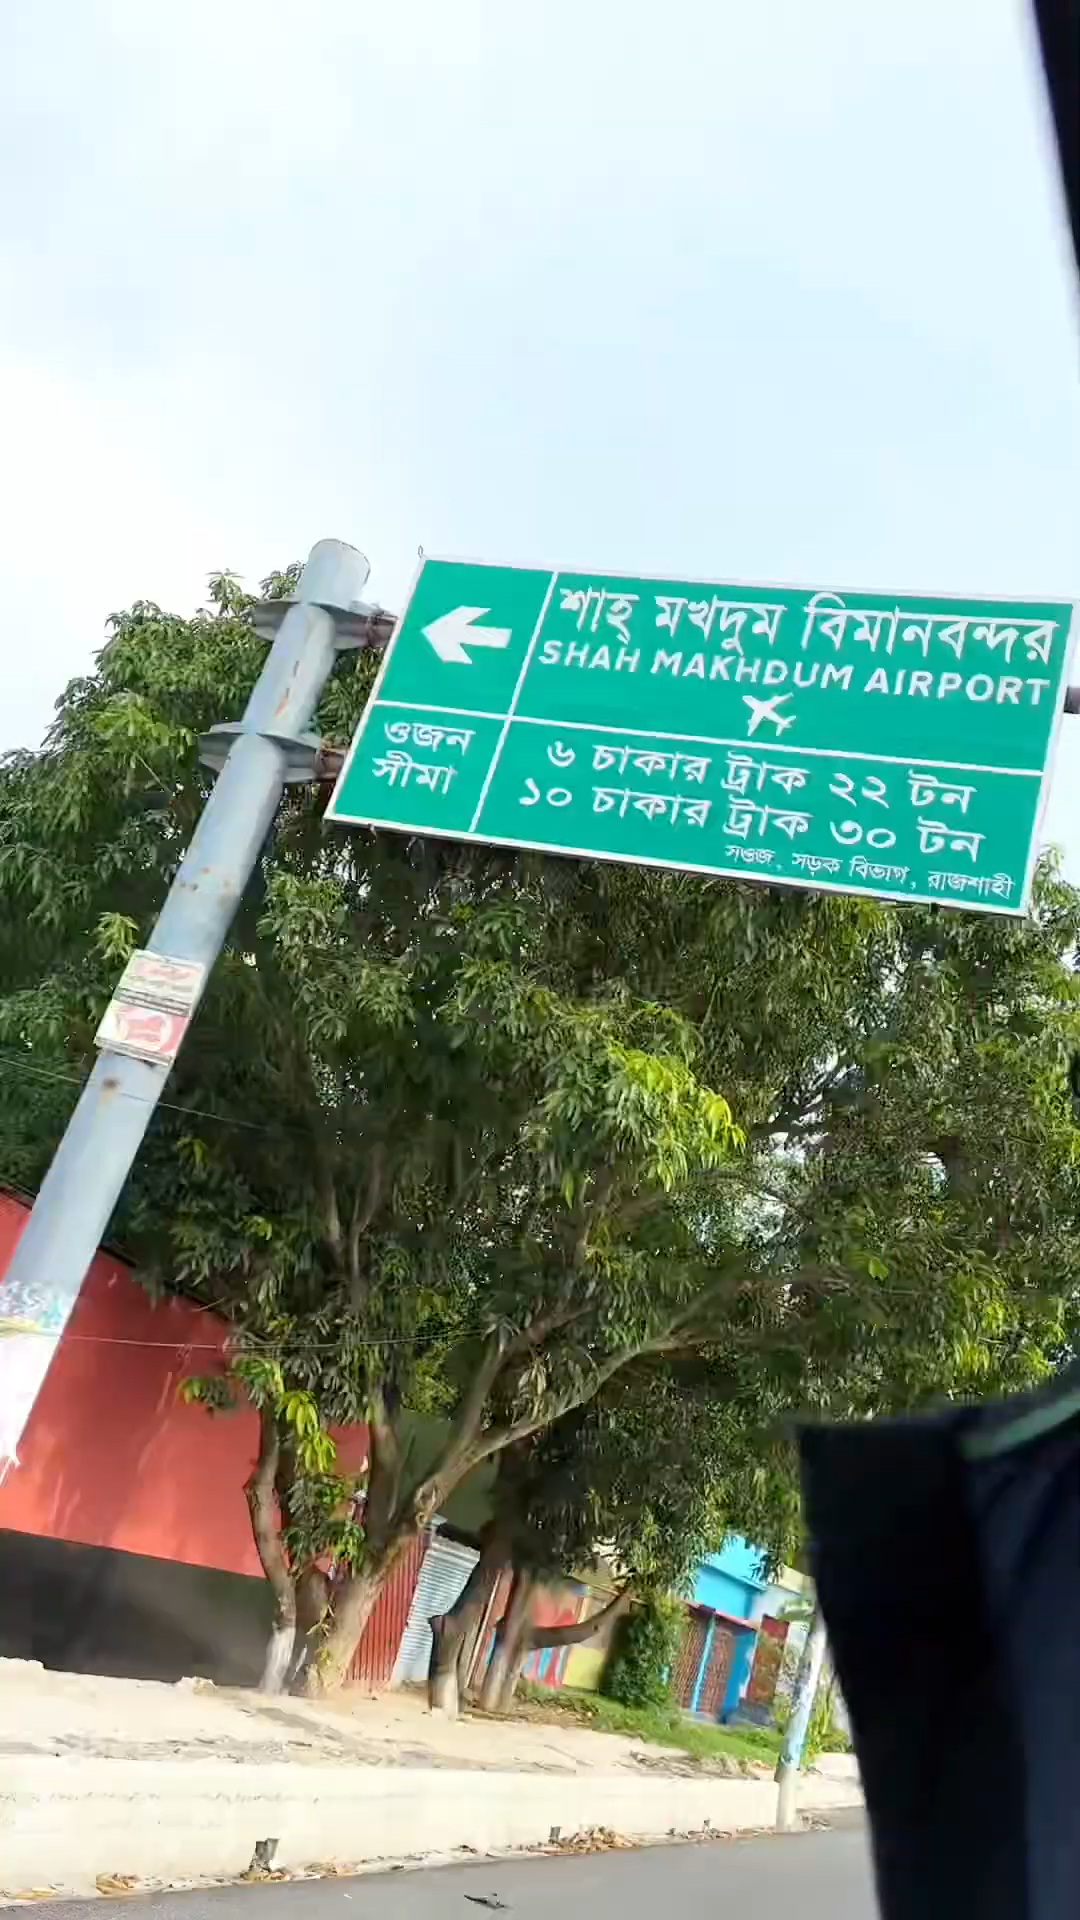 শাহ্ মখদুম বিমানবন্দর
SHAH MAKHDUM AIRPORT
ওজন
সীমা
৬ চাকার ট্রাক ২২ টন
১০ চাকার ট্রাক ৩০ টন
সওজ, সড়ক বিভাগ, রাজশাহী